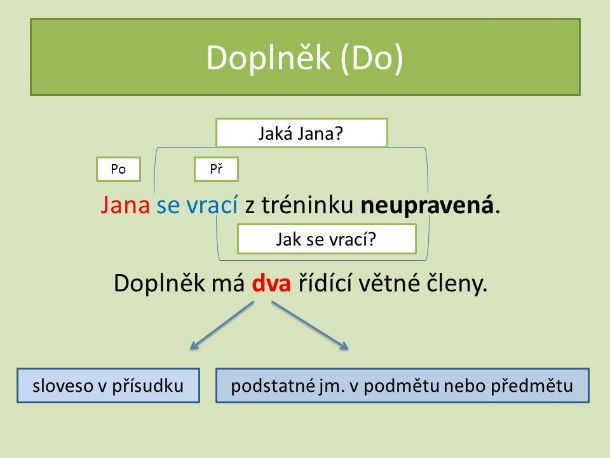 Doplněk (Do)
Jaká Jana?
Po
Př
Jana se vrací z tréninku neupravená.
Jak se vrací?
Doplněk má dva řídící větné členy.
sloveso v přísudku
podstatné jm. v podmětu nebo předmětu